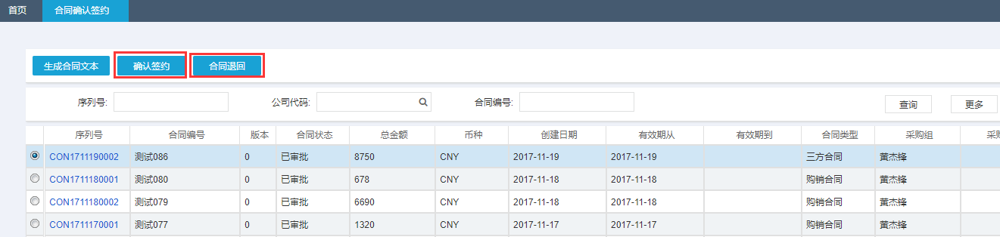 首页 合同确认签约
生成合同文本 确认签约 合同退回
序列号: 公司代码: 合同编号: 查询 更多
序列号 合同编号 版本 合同状态 总金额 币种 创建日期 有效期从 有效期到 合同类型 采购组 采购
CON1711190002 测试086 0 已审批 8750 CNY 2017-11-19 2017-11-19 三方合同 黄杰锋
CON1711180001 测试080 0 已审批 678 CNY 2017-11-18 2017-11-18 购销合同 黄杰锋
CON1711180002 测试079 0 已审批 6690 CNY 2017-11-18 2017-11-18 购销合同 黄杰锋
CON1711170001 测试077 0 已审批 1320 CNY 2017-11-17 2017-11-17 购销合同 黄杰锋